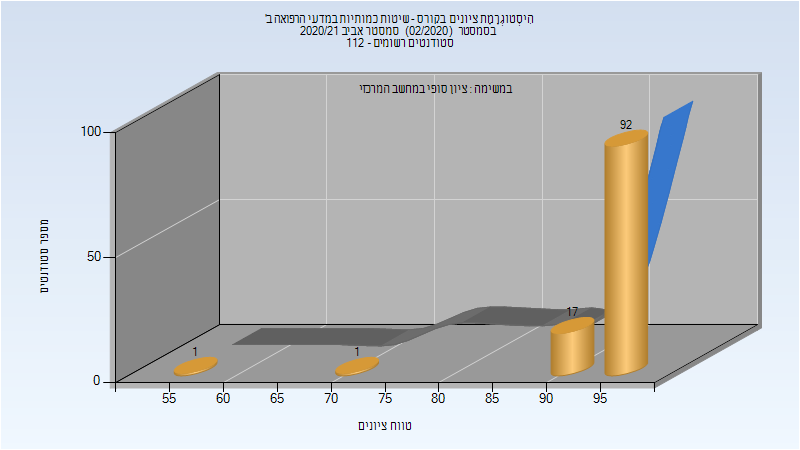 הִיסְטוֹגְרָמַת ציונים בקורס - שיטות כמותיות במדעי הרפואה ב'
בסמסטר (02/2020) סמסטר אביב 2020/21
סטודנטים רשומים - 112
במשימה : ציון סופי במחשב המרכזי
מספר סטודנטים
100
50
0
1
1
17
92
55 60 65 70 75 80 85 90 95
טווח ציונים